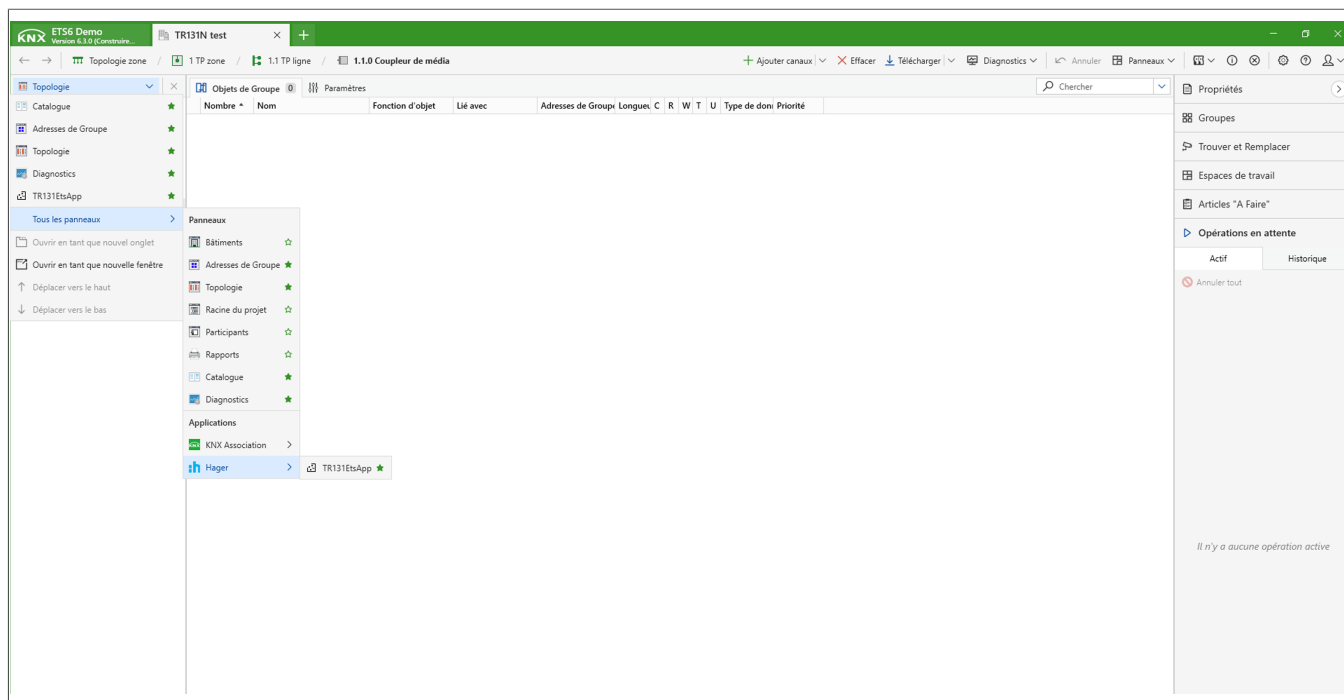 KNX ETS6 Demo
Version 6.3.0 (Construire...
TR131N test
Topologie zone / 1 TP zone / 1.1 TP ligne / 1.1.0 Coupleur de média
Ajouter canaux Effacer Télécharger Diagnostics Annuler Panneaux
Topologie
Catalogue
Adresses de Groupe
Topologie
Diagnostics
TR131EtsApp
Tous les panneaux
Ouvrir en tant que nouvel onglet
Ouvrir en tant que nouvelle fenêtre
Déplacer vers le haut
Déplacer vers le bas
Panneaux
Bâtiments
Adresses de Groupe
Topologie
Racine du projet
Participants
Rapports
Catalogue
Diagnostics
Applications
KNX Association
Hager
TR131EtsApp
Objets de Groupe 0 Paramètres
Chercher
Nombre Nom Fonction d'objet Lié avec Adresses de Groupe Longueu C R W T U Type de don Priorité
Propriétés
Groupes
Trouver et Remplacer
Espaces de travail
Articles "A Faire"
Opérations en attente
Actif Historique
Annuler tout
Il n'y a aucune opération active